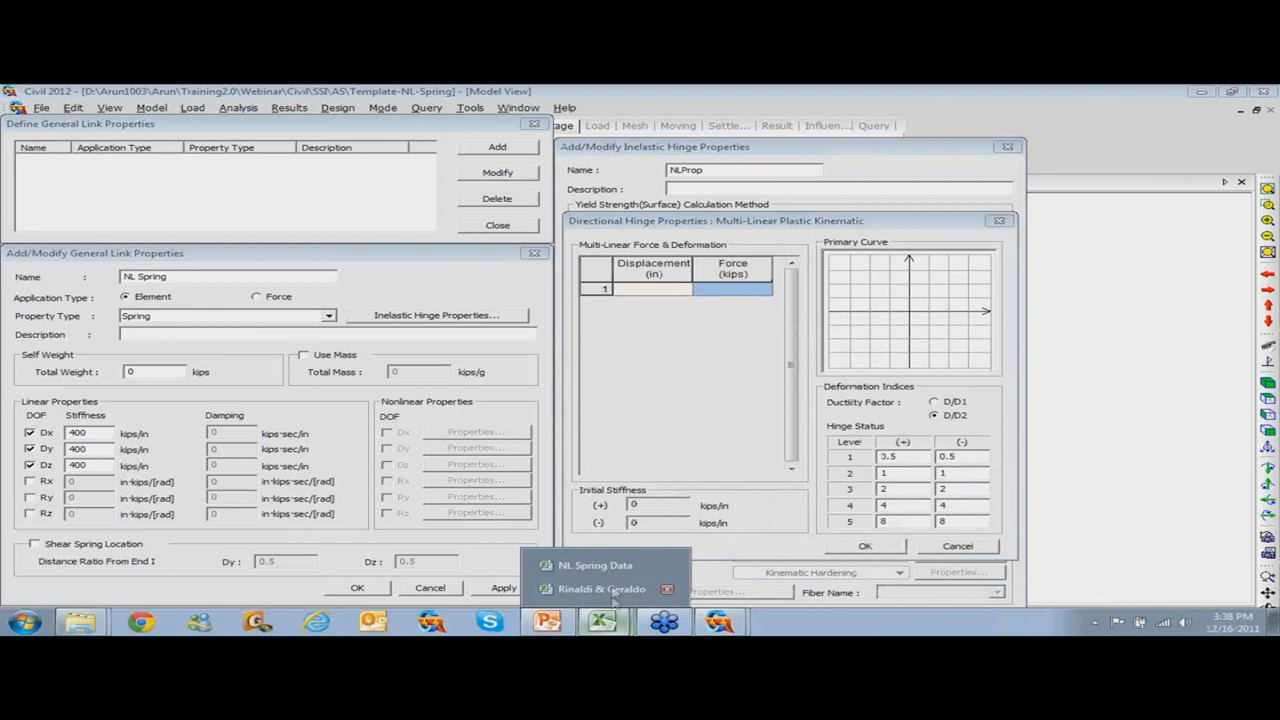 Civil 2012 - [D:\Arun1003\Arun\Training2.0\Webinar\Civil\SSI\AS\Template-NL-Spring] - [Model View]
File Edit View Model Load Analysis Results Design Mode Query Tools Window Help
Define General Link Properties
tage Load Mesh Moving Settle... Result Influen... Query
Name Application Type Property Type Description
Add
Modify
Delete
Close
Add/Modify Inelastic Hinge Properties
Name : NLProp
Description :
Yield Strength(Surface) Calculation Method
Directional Hinge Properties : Multi-Linear Plastic Kinematic
Multi-Linear Force & Deformation
Displacement (in) Force (kips)
1
Primary Curve
Deformation Indices
Ductility Factor : D/D1
D/D2
Hinge Status
Level (+) (-)
1 0.5 0.5
2 1 1
3 2 2
4 4 4
5 8 8
Initial Stiffness
(+) 0 kips/in
(-) 0 kips/in
OK Cancel
Kinematic Hardening Properties...
roperties... Fiber Name :
Add/Modify General Link Properties
Name : NL Spring
Application Type : Element Force
Property Type : Spring Inelastic Hinge Properties...
Description :
Self Weight Use Mass
Total Weight : 0 kips Total Mass : 0 kips/g
Linear Properties Nonlinear Properties
DOF Stiffness Damping DOF
Dx 400 kips/in 0 kips·sec/in Dx Properties...
Dy 400 kips/in 0 kips·sec/in Dy Properties...
Dz 400 kips/in 0 kips·sec/in Dz Properties...
Rx 0 in·kips/[rad] 0 in·kips·sec/[rad] Rx Properties...
Ry 0 in·kips/[rad] 0 in·kips·sec/[rad] Ry Properties...
Rz 0 in·kips/[rad] 0 in·kips·sec/[rad] Rz Properties...
Shear Spring Location
Distance Ratio From End I Dy : 0.5 Dz : 0.5
OK Cancel Apply
NL Spring Data
Rinaldi & Geraldo
3:38 PM
12/16/2011